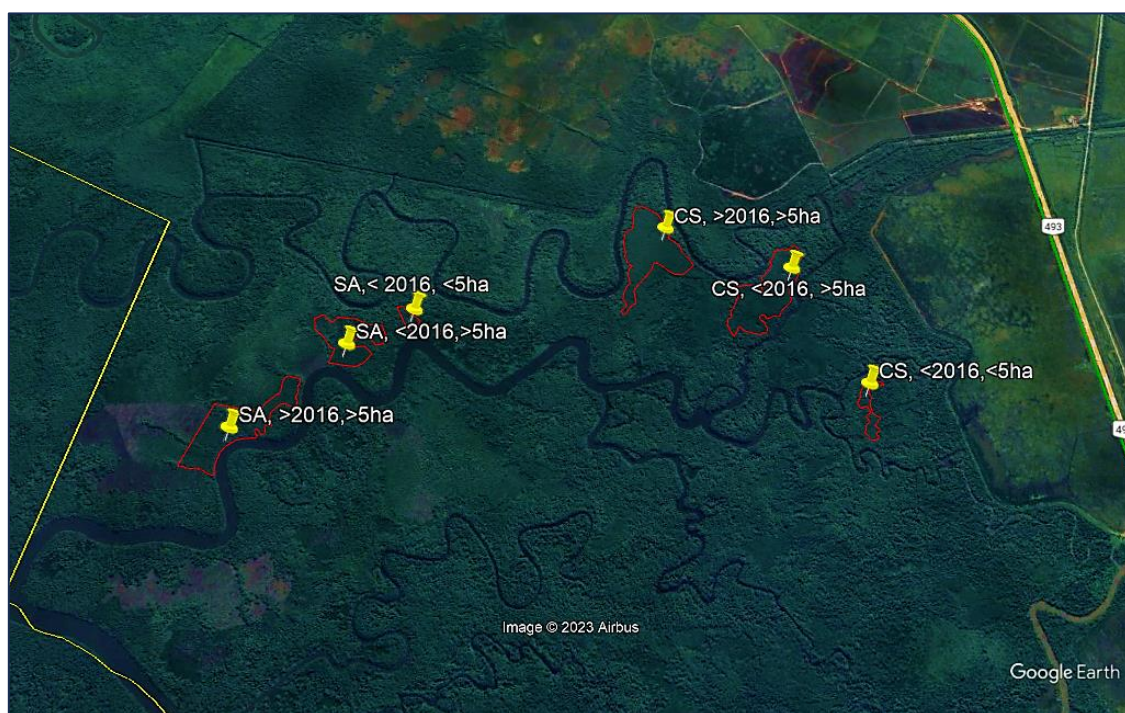 CS, >2016,>5ha
493
SA,< 2016, <5ha
CS, <2016, >5ha
SA, <2016,>5ha
CS, <2016,<5ha
SA, >2016,>5ha
Image © 2023 Airbus
Google Earth